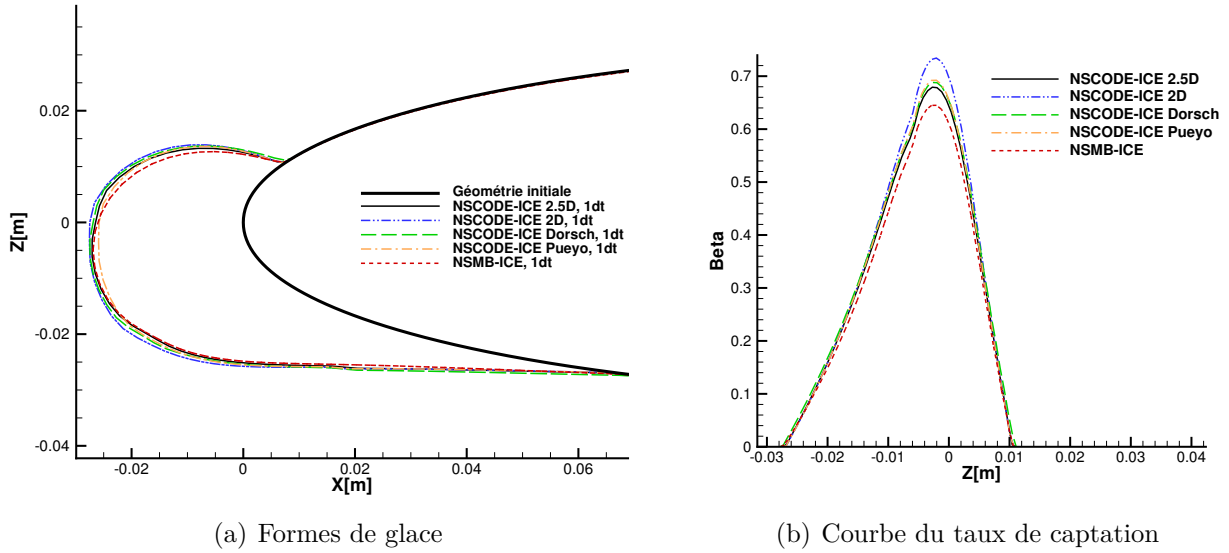 Z[m]
0.02
0
-0.02
-0.04
-0.02
0
0.02
0.04
0.06
X[m]
Géométrie initiale
NSCODE-ICE 2.5D, 1dt
NSCODE-ICE 2D, 1dt
NSCODE-ICE Dorsch, 1dt
NSCODE-ICE Pueyo, 1dt
NSMB-ICE, 1dt
(a) Formes de glace
Beta
0.7
0.6
0.5
0.4
0.3
0.2
0.1
0
-0.03
-0.02
-0.01
0
0.01
0.02
0.03
0.04
Z[m]
NSCODE-ICE 2.5D
NSCODE-ICE 2D
NSCODE-ICE Dorsch
NSCODE-ICE Pueyo
NSMB-ICE
(b) Courbe du taux de captation